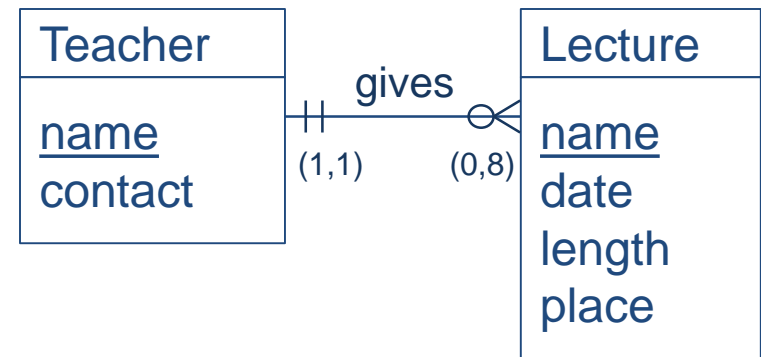 Teacher
name
contact
gives
(1,1)
(0,8)
Lecture
name
date
length
place